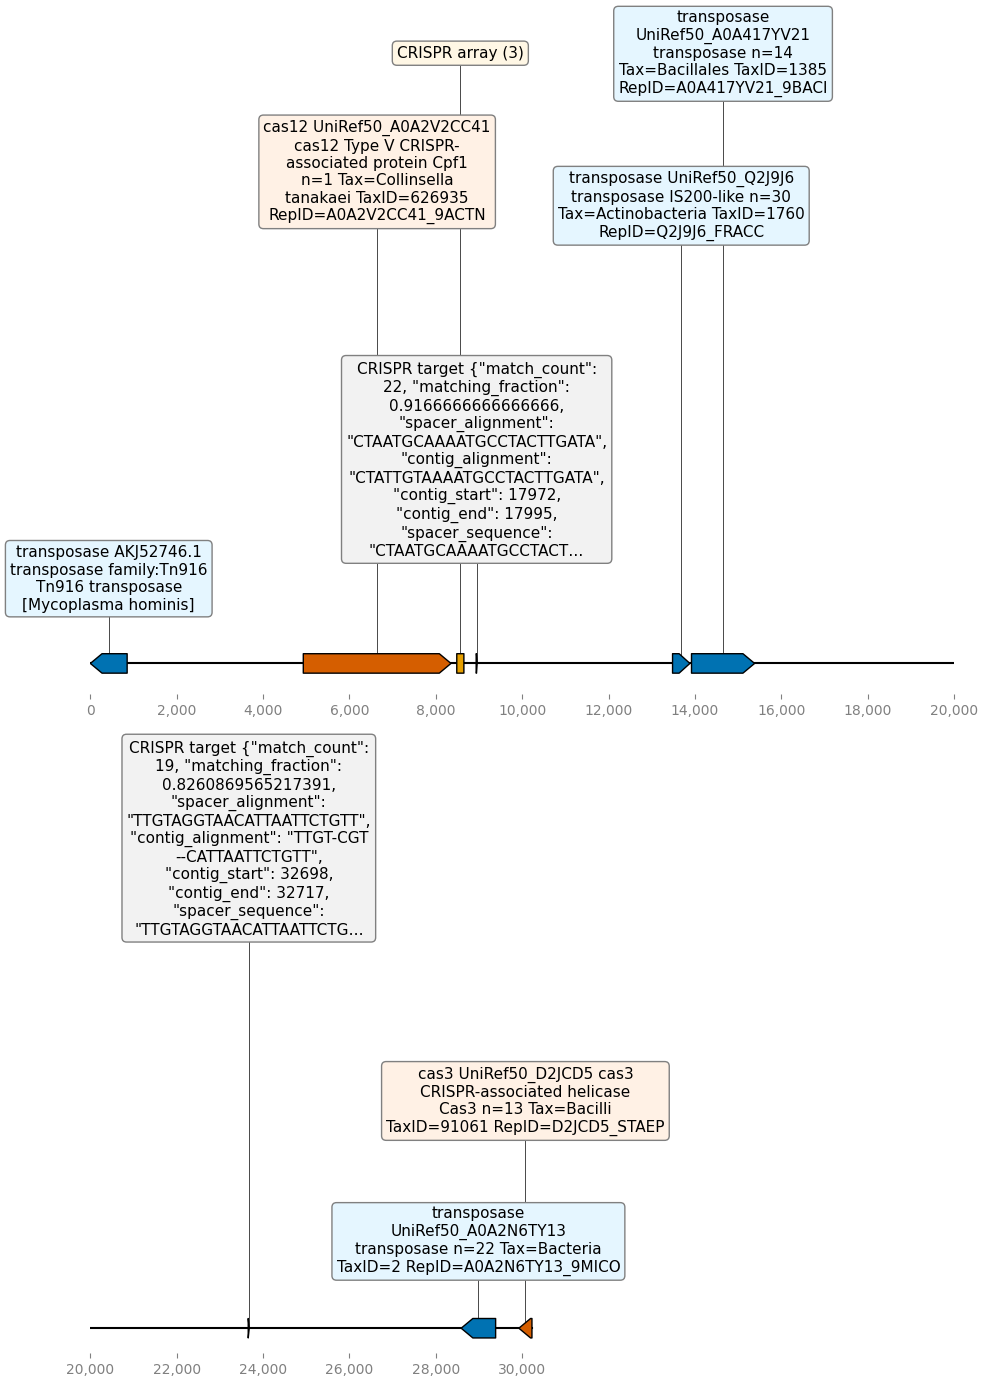 transposase
UniRef50_A0A417YV21
transposase n=14
Tax=Bacillales TaxID=1385
RepID=A0A417YV21_9BACI
CRISPR array (3)
cas12 UniRef50_A0A2V2CC41
cas12 Type V CRISPR-
associated protein Cpf1
n=1 Tax=Collinsella
tanakaei TaxID=626935
RepID=A0A2V2CC41_9ACTN
transposase UniRef50_Q2J9J6
transposase IS200-like n=30
Tax=Actinobacteria TaxID=1760
RepID=Q2J9J6_FRACC
CRISPR target {"match_count":
22, "matching_fraction":
0.9166666666666666,
"spacer_alignment":
"CTAATGCAAAATGCCTACTTGATA",
"contig_alignment":
"CTATTGTAAAATGCCTACTTGATA",
"contig_start": 17972,
"contig_end": 17995,
"spacer_sequence":
"CTAATGCAAAATGCCTACT...
transposase AKJ52746.1
transposase family:Tn916
Tn916 transposase
[Mycoplasma hominis]
0 2,000 4,000 6,000 8,000 10,000 12,000 14,000 16,000 18,000 20,000
CRISPR target {"match_count":
19, "matching_fraction":
0.8260869565217391,
"spacer_alignment":
"TTGTAGGTAACATTAATTCTGTT",
"contig_alignment": "TTGT-CGT
--CATTAATTCTGTT",
"contig_start": 32698,
"contig_end": 32717,
"spacer_sequence":
"TTGTAGGTAACATTAATTCTG...
cas3 UniRef50_D2JCD5 cas3
CRISPR-associated helicase
Cas3 n=13 Tax=Bacilli
TaxID=91061 RepID=D2JCD5_STAEP
transposase
UniRef50_A0A2N6TY13
transposase n=22 Tax=Bacteria
TaxID=2 RepID=A0A2N6TY13_9MICO
20,000 22,000 24,000 26,000 28,000 30,000